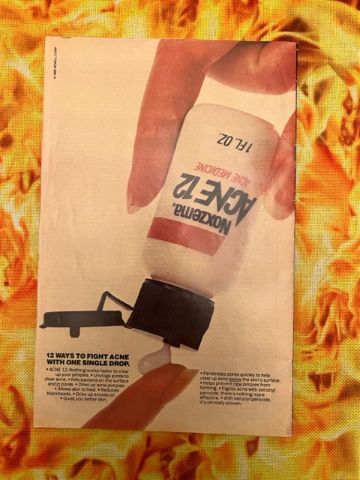 1 FL. OZ.
ACNE MEDICINE
ACNE 12
Noxzema.
12 WAYS TO FIGHT ACNE
WITH ONE SINGLE DROP.
• ACNE 12: Nothing works faster to clear
up your pimples. • Unclogs pores to
clear acne. • Kills bacteria on the surface
and in pores. • Dries up acne pimples.
• Allows skin to heal. • Reduces
blackheads. • Dries up excess oil.
• Gives you better skin.
• Penetrates pores quickly to help
clear up acne below the skin's surface.
• Helps prevent new pimples from
forming. • Fights acne with benzoyl
peroxide, there's nothing more
effective. • With benzoyl peroxide,
it's clinically proven.